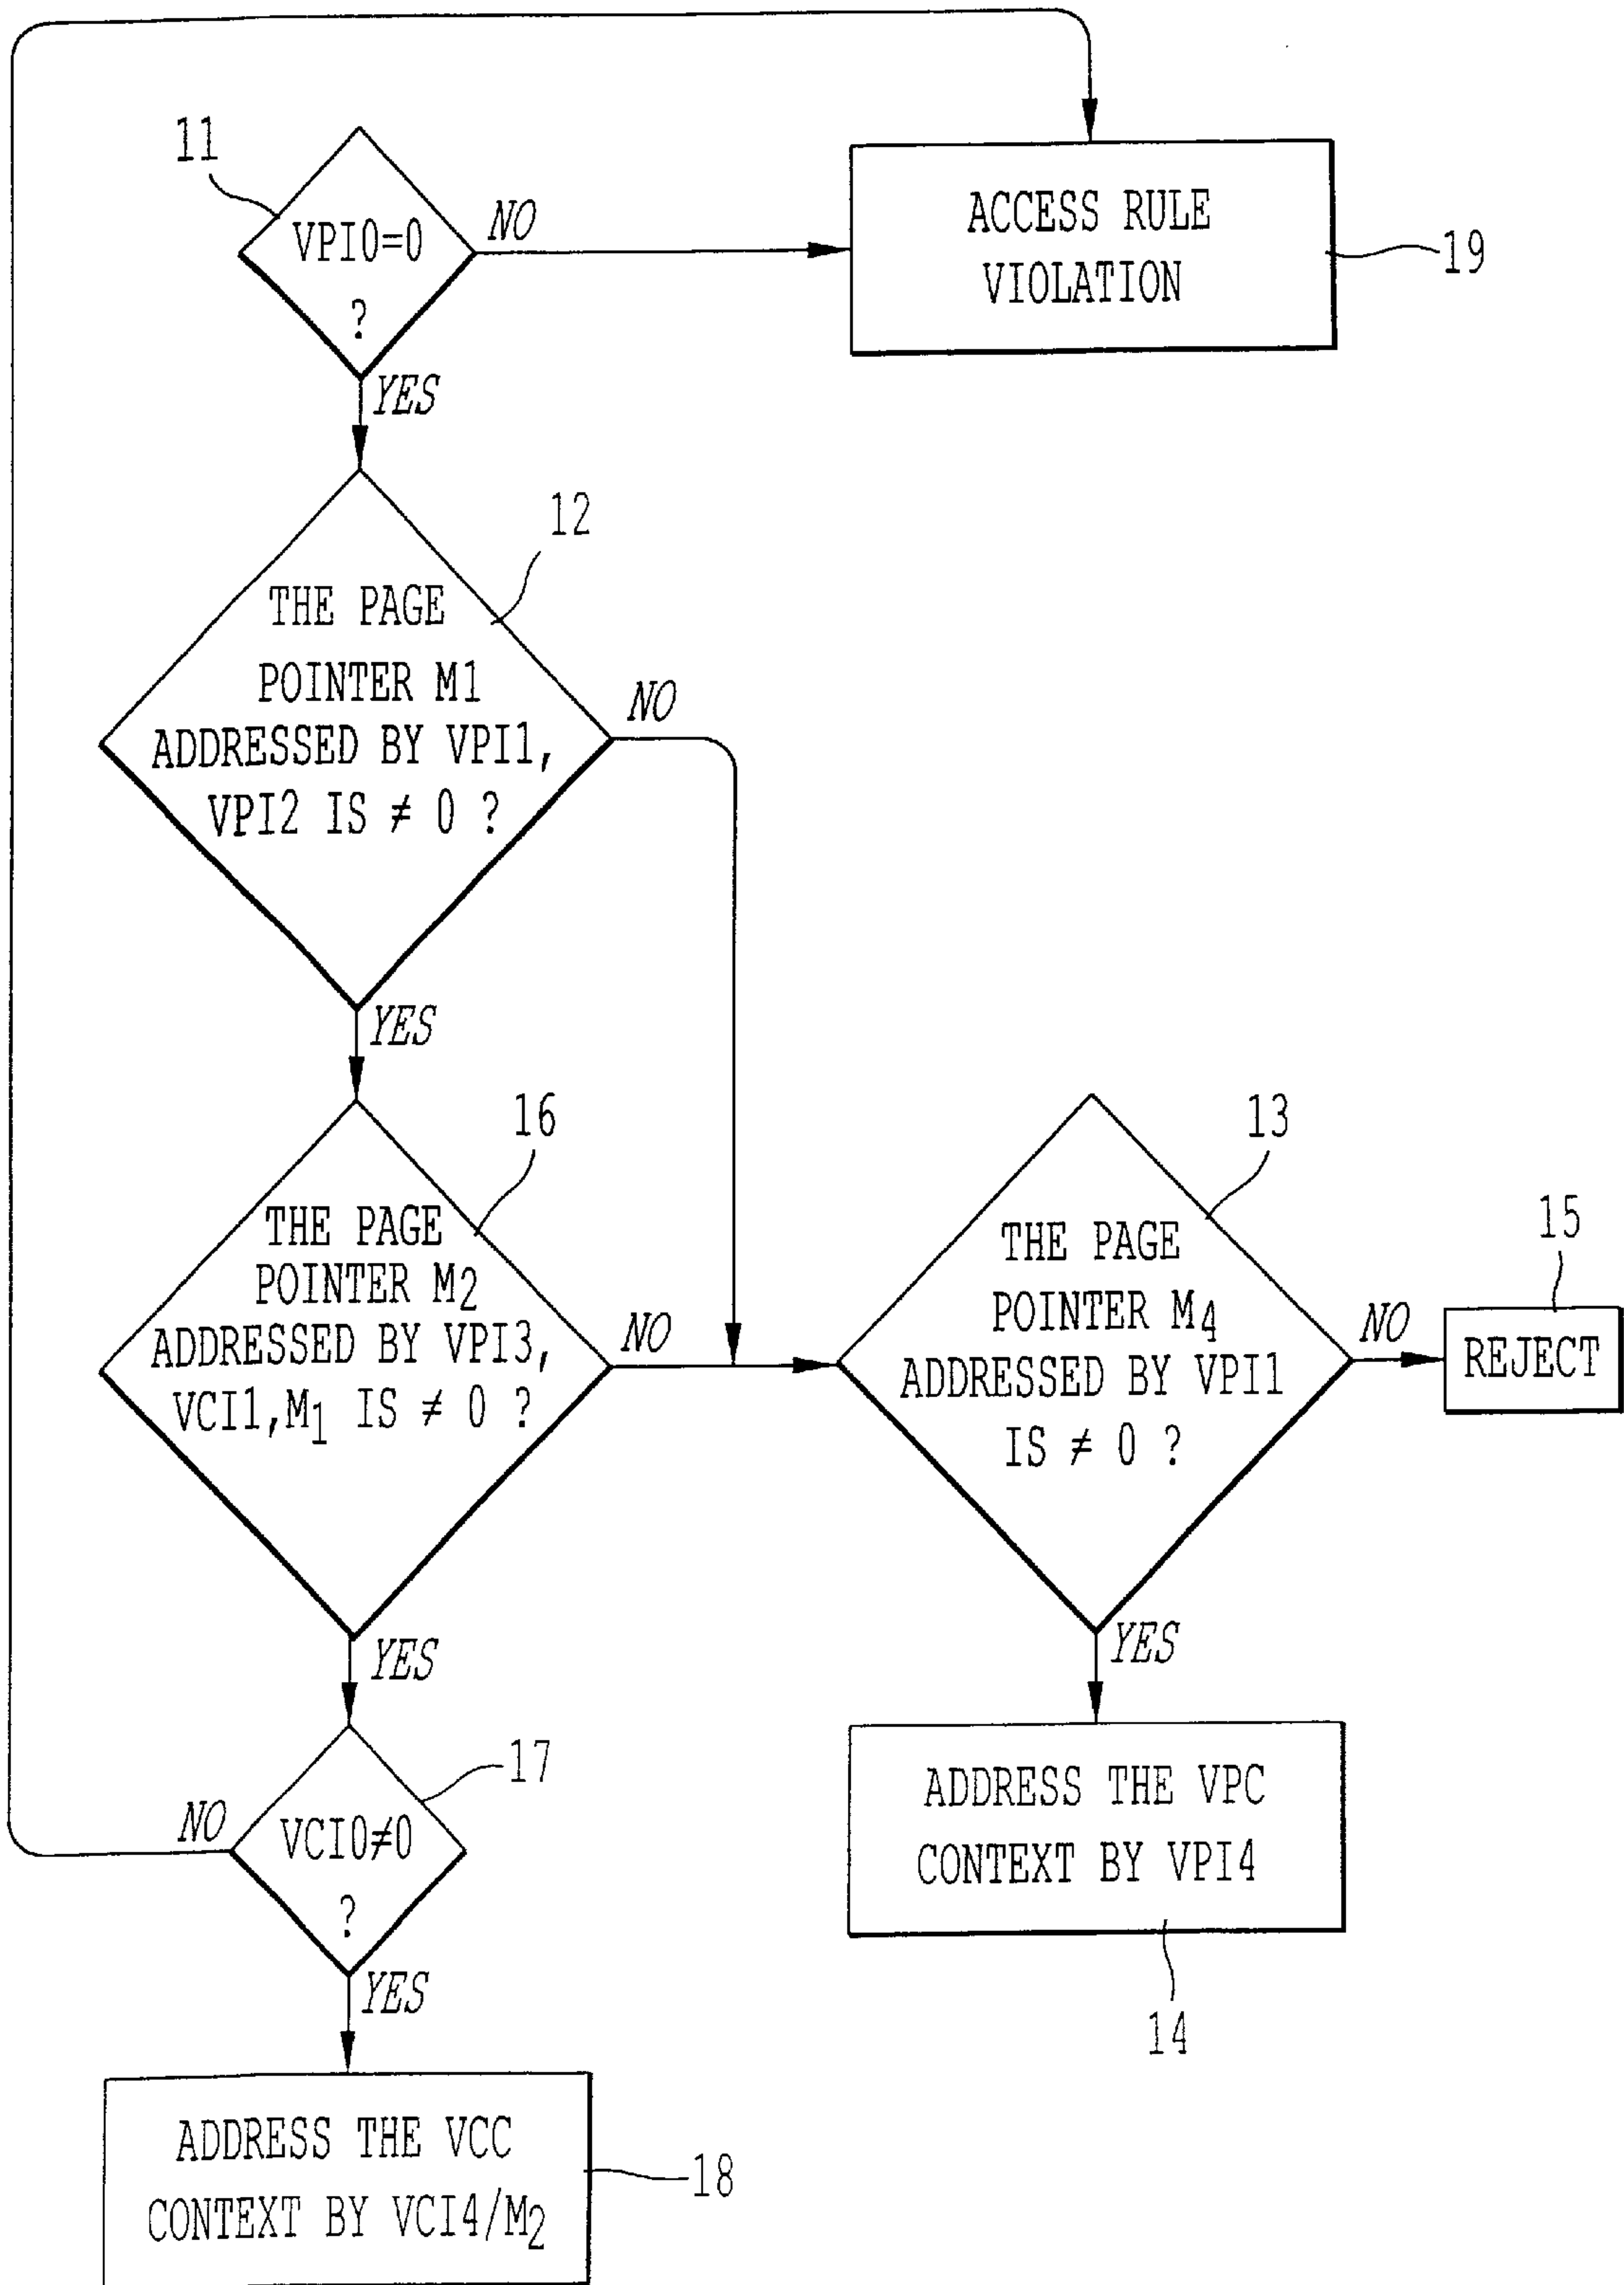 11
VPI0=0
?
NO
YES
ACCESS RULE
VIOLATION
19
12
THE PAGE
POINTER M1
ADDRESSED BY VPI1,
VPI2 IS ≠ 0 ?
NO
YES
16
THE PAGE
POINTER M2
ADDRESSED BY VPI3,
VCI1,M1 IS ≠ 0 ?
NO
YES
13
THE PAGE
POINTER M4
ADDRESSED BY VPI1
IS ≠ 0 ?
NO
15
REJECT
YES
17
VCI0≠0
?
NO
YES
ADDRESS THE VPC
CONTEXT BY VPI4
14
ADDRESS THE VCC
CONTEXT BY VCI4/M2
18